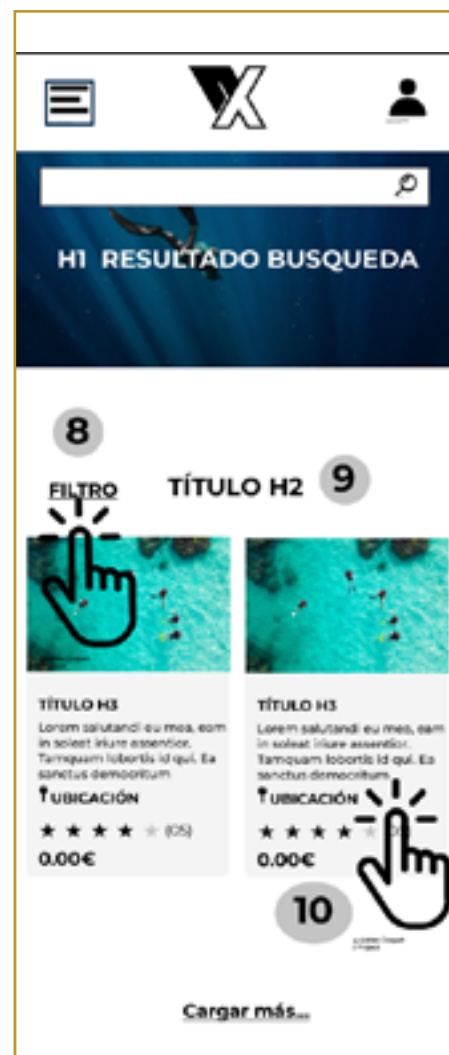 H1 RESULTADO BUSQUEDA
8
FILTRO
TÍTULO H2
9
TÍTULO H3
Lorem salutandi eu mea, eam
in soleat iriure assentior.
Tamquam lobortis id qui. Ea
sanctus democritum
UBICACIÓN
(05)
0.00€
TÍTULO H3
Lorem salutandi eu mea, eam
in soleat iriure assentior.
Tamquam lobortis id qui. Ea
sanctus democritum
UBICACIÓN
0.00€
10
Cargar más...